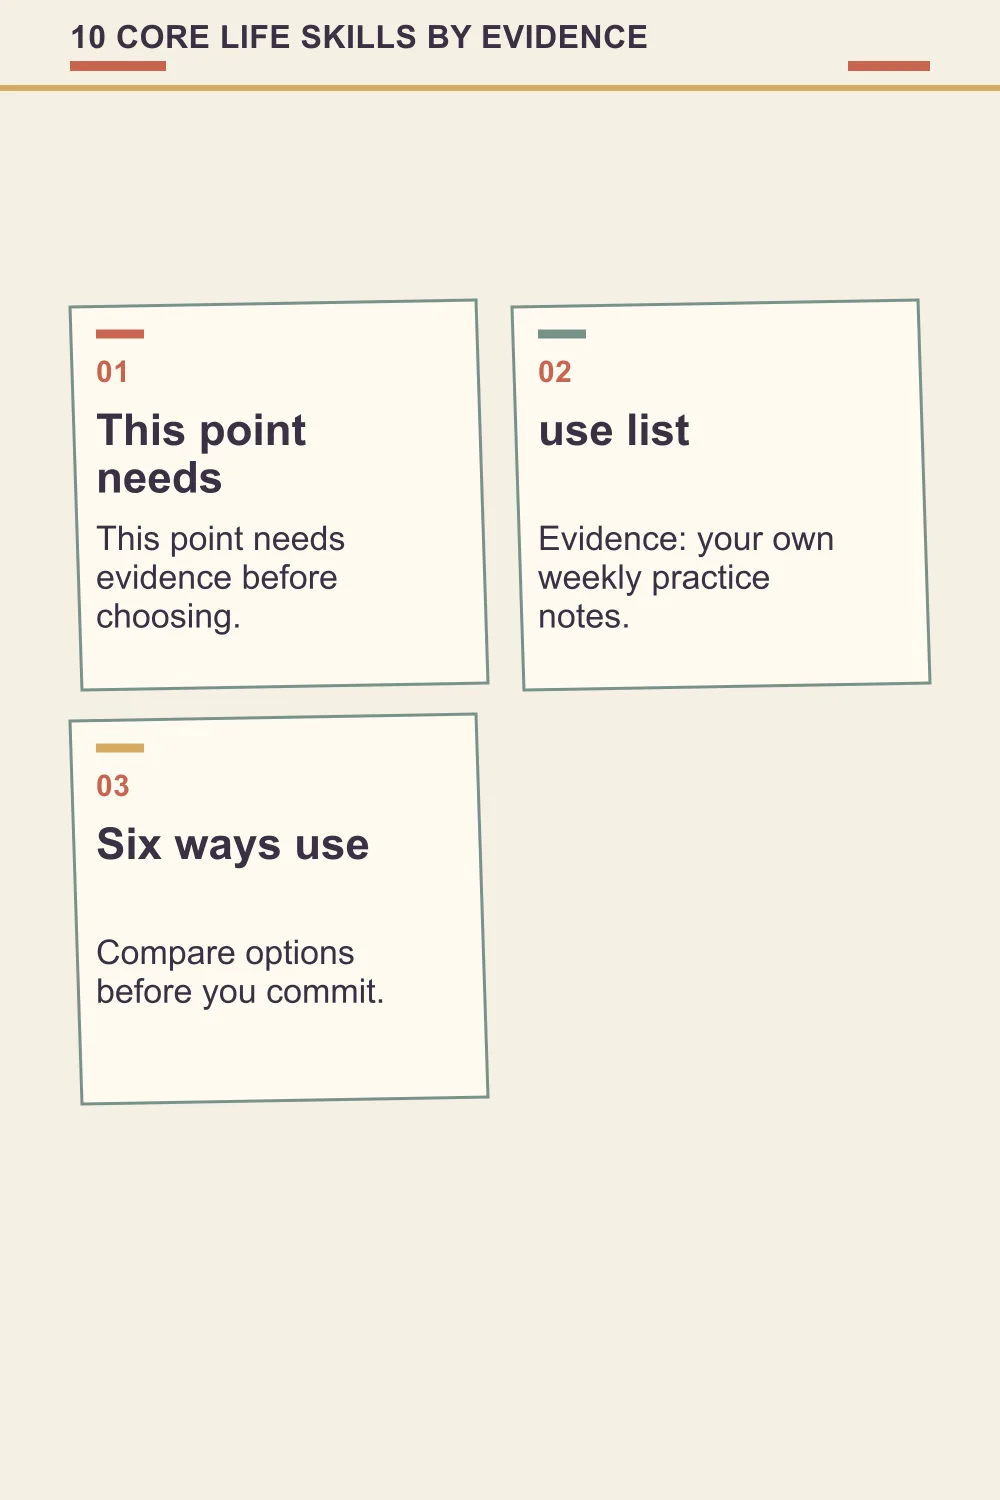 10 CORE LIFE SKILLS BY EVIDENCE
01
This point
needs
This point needs
evidence before
choosing.
02
use list
Evidence: your own
weekly practice
notes.
03
Six ways use
Compare options
before you commit.